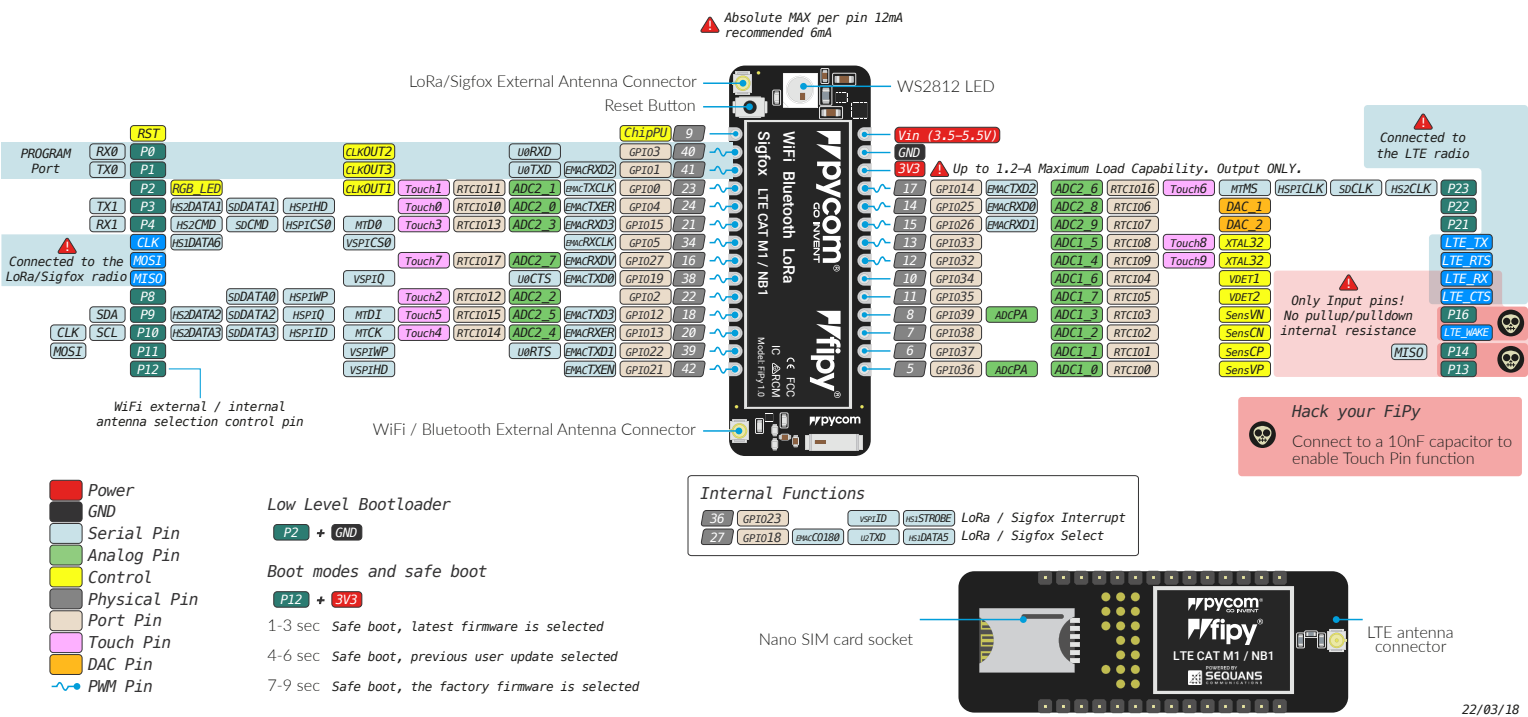 Absolute MAX per pin 12mA
recommended 6mA
LoRa/Sigfox External Antenna Connector
WS2812 LED
Reset Button
RST ChipPU 9 Vin (3.5-5.5V)
PROGRAM
Port
RX0 P0 CLKOUT2 U0RXD GPIO3 40 GND
TX0 P1 CLKOUT3 U0TXD EMACRXD2 GPIO1 41 3V3 Up to 1.2-A Maximum Load Capability. Output ONLY.
Connected to
the LTE radio
P2 RGB_LED CLKOUT1 Touch1 RTCIO11 ADC2_1 EMACTXCLK GPIO0 23 17 GPIO14 EMACTXD2 ADC2_6 RTCIO16 Touch6 MTMS HSPICLK SDCLK HS2CLK P23
TX1 P3 HS2DATA1 SDDATA1 HSPIHD Touch0 RTCIO10 ADC2_0 EMACTXER GPIO4 24 14 GPIO25 EMACRXD0 ADC2_8 RTCIO6 DAC_1 P22
RX1 P4 HS2CMD SDCMD HSPICS0 MTDO Touch3 RTCIO13 ADC2_3 EMACRXD3 GPIO15 21 15 GPIO26 EMACRXD1 ADC2_9 RTCIO7 DAC_2 P21
CLK HS1DATA6 VSPICS0 EMACRXCLK GPIO5 34 13 GPIO33 ADC1_5 RTCIO8 Touch8 XTAL32 LTE_TX
Connected to the
LoRa/Sigfox radio
MOSI Touch7 RTCIO17 ADC2_7 EMACRXDV GPIO27 16 12 GPIO32 ADC1_4 RTCIO9 Touch9 XTAL32 LTE_RTS
MISO VSPIQ U0CTS EMACTXD0 GPIO19 38 10 GPIO34 ADC1_6 RTCIO4 VDET1 LTE_RX
P8 SDDATA0 HSPIWP Touch2 RTCIO12 ADC2_2 GPIO2 22 11 GPIO35 ADC1_7 RTCIO5 VDET2 LTE_CTS
SDA P9 HS2DATA2 SDDATA2 HSPIQ MTDI Touch5 RTCIO15 ADC2_5 EMACTXD3 GPIO12 18 8 GPIO39 ADCPA ADC1_3 RTCIO3 SensVN P16
CLK SCL P10 HS2DATA3 SDDATA3 HSPIID MTCK Touch4 RTCIO14 ADC2_4 EMACRXER GPIO13 20 7 GPIO38 ADC1_2 RTCIO2 SensCN LTE_WAKE
MOSI P11 VSPIWP U0RTS EMACTXD1 GPIO22 39 6 GPIO37 ADC1_1 RTCIO1 SensCP MISO P14
P12 VSPIHD EMACTXEN GPIO21 42 5 GPIO36 ADCPA ADC1_0 RTCIO0 SensVP P13
Only Input pins!
No pullup/pulldown
internal resistance
pycom
GO INVENT
WiFi Bluetooth LoRa
Sigfox LTE CAT M1/ NB1
fipy
CE FCC
IC RCM
Model: FiPy 1.0
pycom
WiFi external / internal
antenna selection control pin
WiFi / Bluetooth External Antenna Connector
Hack your FiPy
Connect to a 10nF capacitor to
enable Touch Pin function
Power
GND
Serial Pin
Analog Pin
Control
Physical Pin
Port Pin
Touch Pin
DAC Pin
PWM Pin
Low Level Bootloader
P2 + GND
Boot modes and safe boot
P12 + 3V3
1-3 sec Safe boot, latest firmware is selected
4-6 sec Safe boot, previous user update selected
7-9 sec Safe boot, the factory firmware is selected
Internal Functions
36 GPIO23 VSPIID HS1STROBE LoRa / Sigfox Interrupt
27 GPIO18 EMACCO180 U2TXD HS1DATA5 LoRa / Sigfox Select
Nano SIM card socket
pycom
GO INVENT
fipy
LTE CAT M1 / NB1
POWERED BY
SEQUANS
COMMUNICATIONS
LTE antenna
connector
22/03/18